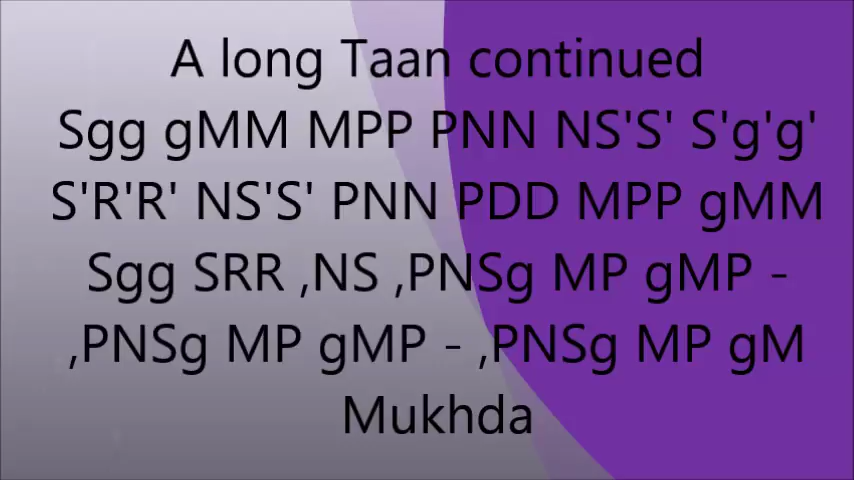 A long Taan continued
Sgg gMM MPP PNN NS'S' S'g'g'
S'R'R' NS'S' PNN PDD MPP gMM
Sgg SRR ,NS ,PNSg MP gMP -
,PNSg MP gMP - ,PNSg MP gM
Mukhda